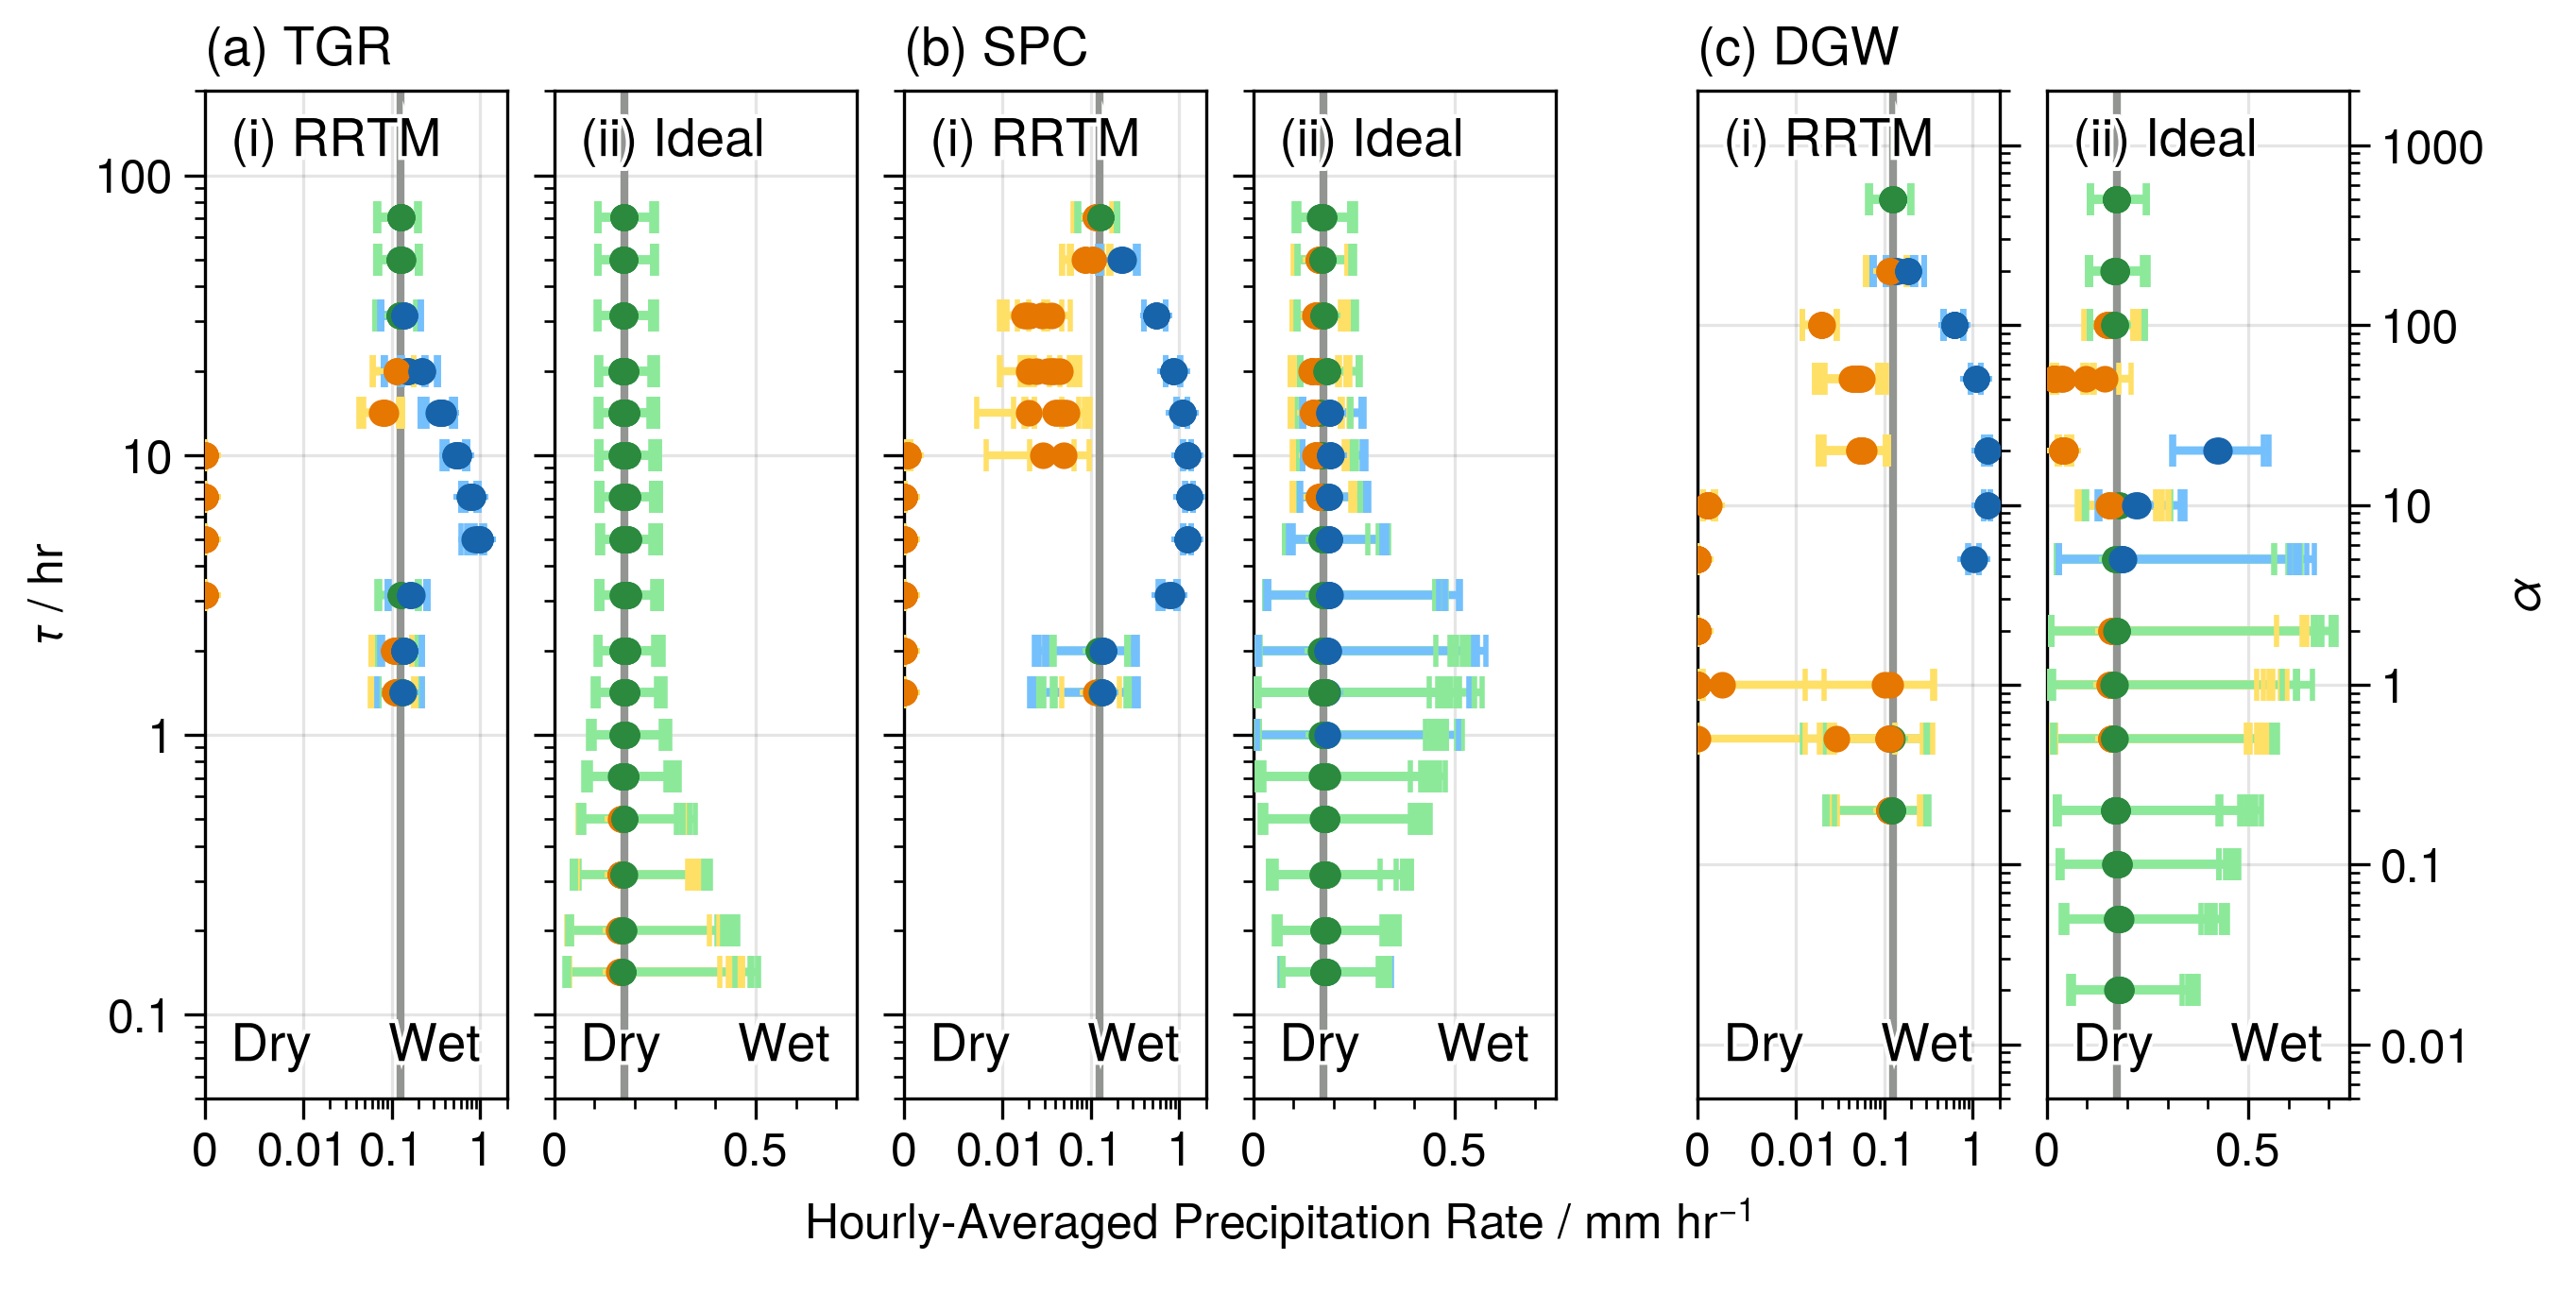 (a) TGR
(b) SPC
(c) DGW
(i) RRTM
(ii) Ideal
(i) RRTM
(ii) Ideal
(i) RRTM
(ii) Ideal
100
10
1
0.1
τ / hr
1000
100
10
1
0.1
0.01
α
Dry Wet
Dry Wet
Dry Wet
Dry Wet
Dry Wet
Dry Wet
0 0.01 0.1 1
0 0.5
0 0.01 0.1 1
0 0.5
0 0.01 0.1 1
0 0.5
Hourly-Averaged Precipitation Rate / mm hr⁻¹